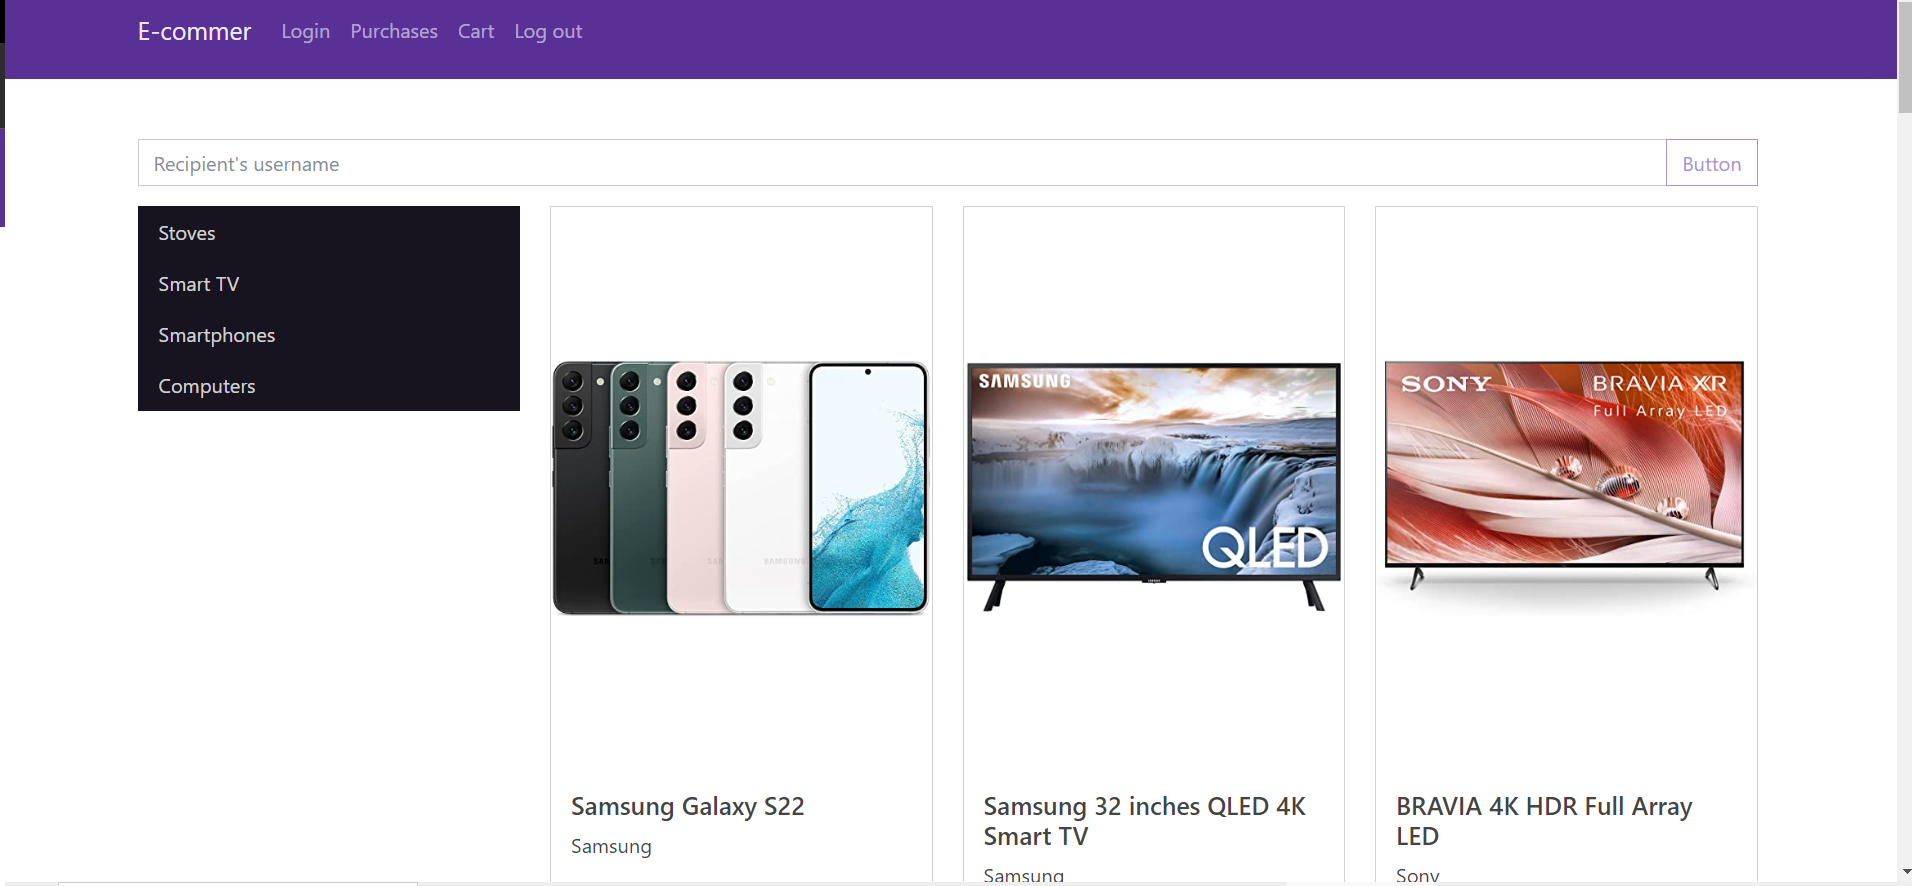 E-commer
Login
Purchases
Cart
Log out
Recipient's username
Button
Stoves
Smart TV
Smartphones
Computers
SAMSUNG
QLED
SONY
BRAVIA XR
Full Array LED
Samsung Galaxy S22
Samsung
Samsung 32 inches QLED 4K
Smart TV
Samsung
BRAVIA 4K HDR Full Array
LED
Sony